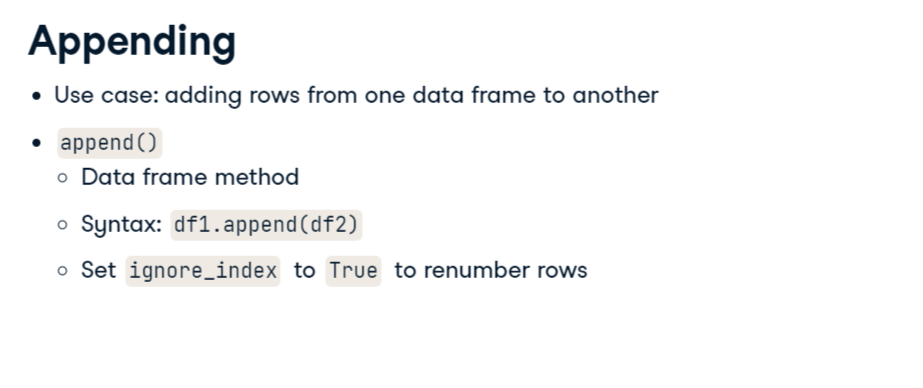 Appending
• Use case: adding rows from one data frame to another
• append()
○ Data frame method
○ Syntax: df1.append(df2)
○ Set ignore_index to True to renumber rows